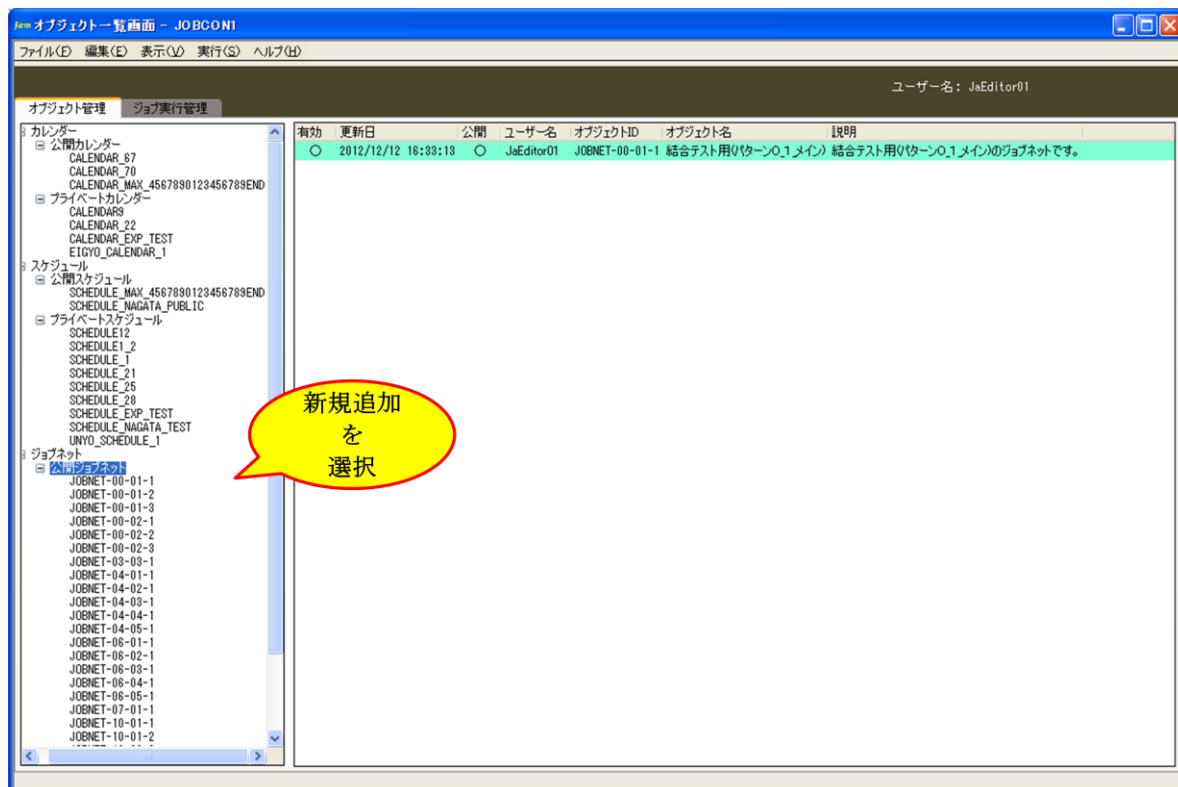 Jam オブジェクト一覧画面 - JOBCON1
ファイル(F) 編集(E) 表示(V) 実行(S) ヘルプ(H)
ユーザー名: JaEditor01
オブジェクト管理 ジョブ実行管理
カレンダー
公開カレンダー
CALENDAR_67
CALENDAR_70
CALENDAR_MAX_4567890123456789END
プライベートカレンダー
CALENDAR9
CALENDAR_22
CALENDAR_EXP_TEST
EIGYO_CALENDAR_1
スケジュール
公開スケジュール
SCHEDULE_MAX_4567890123456789END
SCHEDULE_NAGATA_PUBLIC
プライベートスケジュール
SCHEDULE12
SCHEDULE1_2
SCHEDULE_1
SCHEDULE_21
SCHEDULE_25
SCHEDULE_28
SCHEDULE_EXP_TEST
SCHEDULE_NAGATA_TEST
UNYO_SCHEDULE_1
ジョブネット
公開ジョブネット
JOBNET-00-01-1
JOBNET-00-01-2
JOBNET-00-01-3
JOBNET-00-02-1
JOBNET-00-02-2
JOBNET-00-02-3
JOBNET-03-03-1
JOBNET-04-01-1
JOBNET-04-02-1
JOBNET-04-03-1
JOBNET-04-04-1
JOBNET-04-05-1
JOBNET-06-01-1
JOBNET-06-02-1
JOBNET-06-03-1
JOBNET-06-04-1
JOBNET-06-05-1
JOBNET-07-01-1
JOBNET-10-01-1
JOBNET-10-01-2
有効 更新日 公開 ユーザー名 オブジェクトID オブジェクト名 説明
○ 2012/12/12 16:33:13 ○ JaEditor01 JOBNET-00-01-1 結合テスト用(パターン0_1_メイン) 結合テスト用(パターン0_1_メイン)のジョブネットです。
新規追加
を
選択